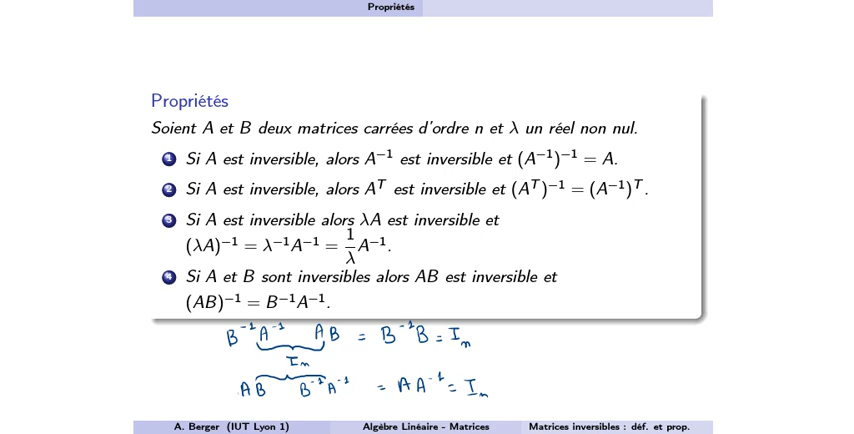 Propriétés
Propriétés
Soient A et B deux matrices carrées d'ordre n et λ un réel non nul.
1 Si A est inversible, alors A⁻¹ est inversible et (A⁻¹)⁻¹ = A.
2 Si A est inversible, alors Aᵀ est inversible et (Aᵀ)⁻¹ = (A⁻¹)ᵀ.
3 Si A est inversible alors λA est inversible et
(λA)⁻¹ = λ⁻¹A⁻¹ = 1/λ A⁻¹.
4 Si A et B sont inversibles alors AB est inversible et
(AB)⁻¹ = B⁻¹A⁻¹.
B⁻¹A⁻¹ AB = B⁻¹B = Iₙ
Iₙ
AB B⁻¹A⁻¹ = AA⁻¹ = Iₙ
A. Berger (IUT Lyon 1) Algèbre Linéaire - Matrices Matrices inversibles : déf. et prop.